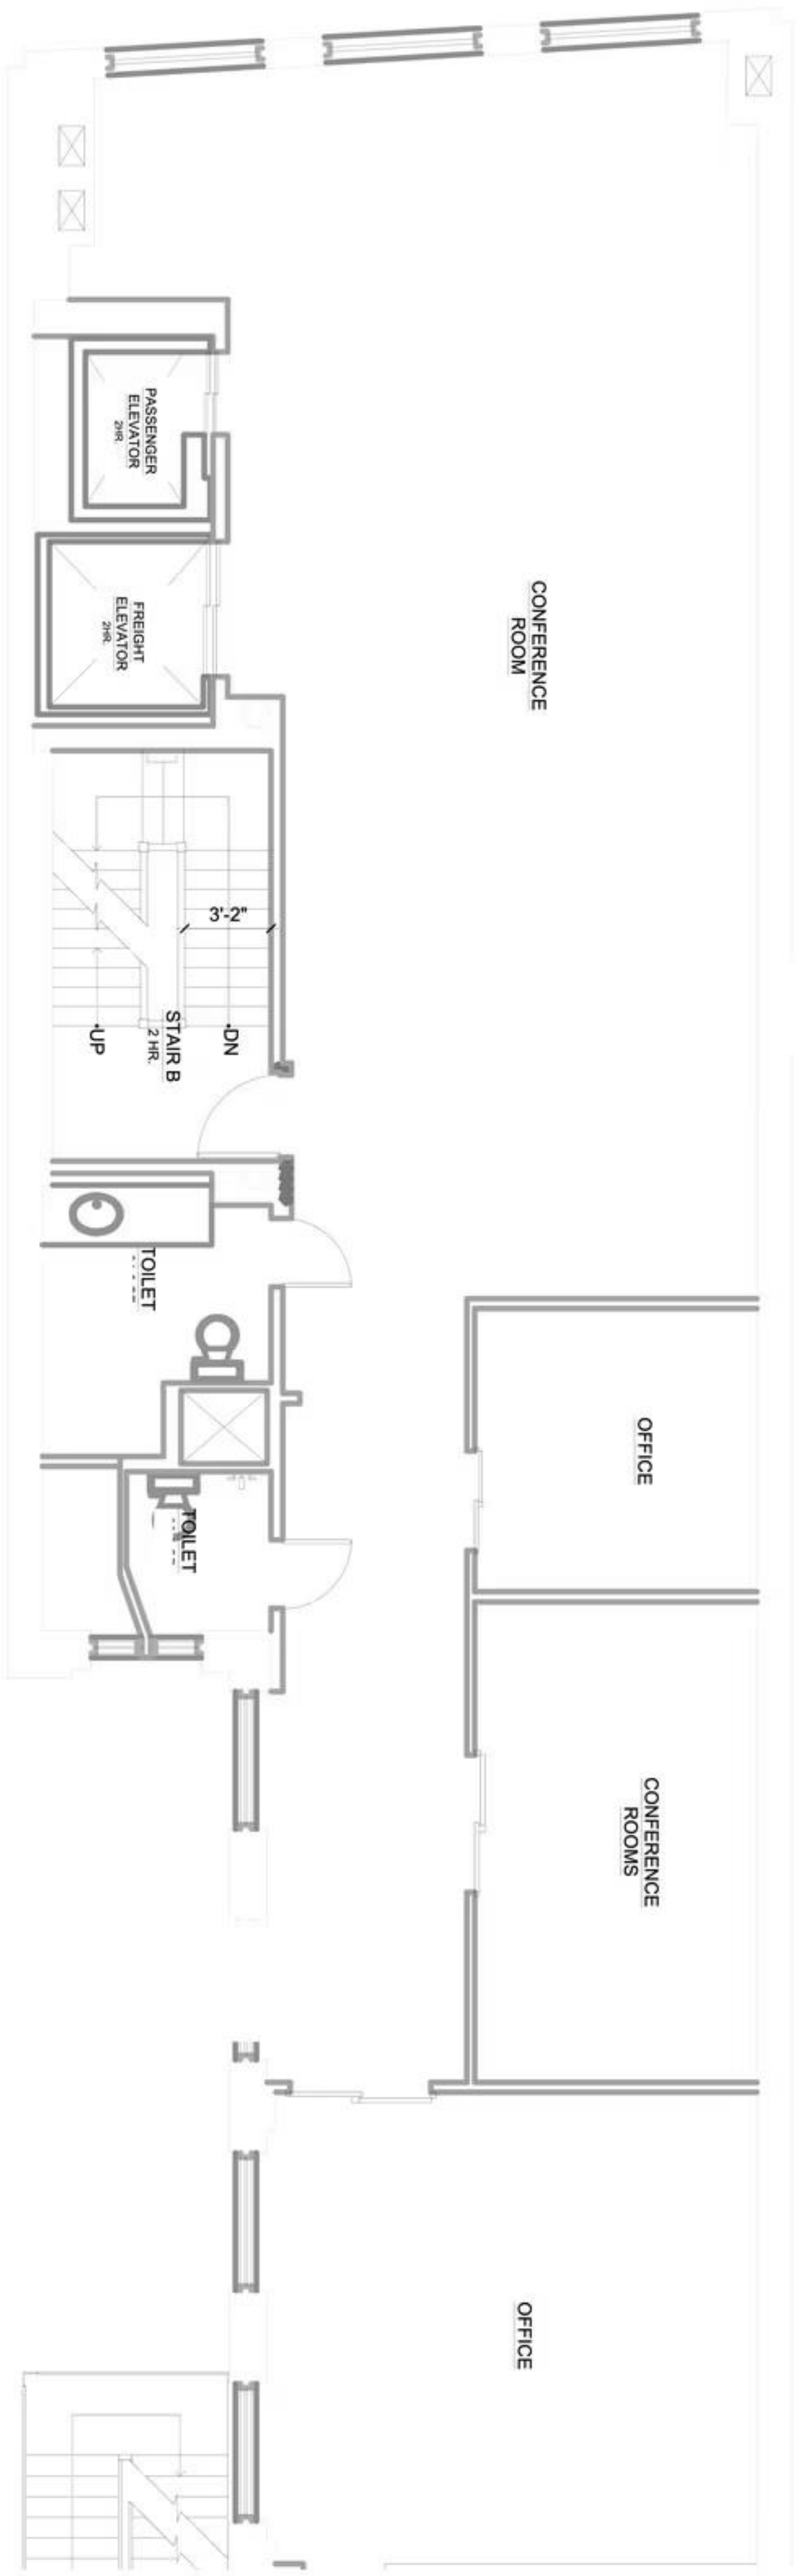 PASSENGER
ELEVATOR
2HR.
FREIGHT
ELEVATOR
2HR.
CONFERENCE
ROOM
3'-2"
DN
STAIR B
2 HR.
UP
TOILET
TOILET
OFFICE
CONFERENCE
ROOMS
OFFICE